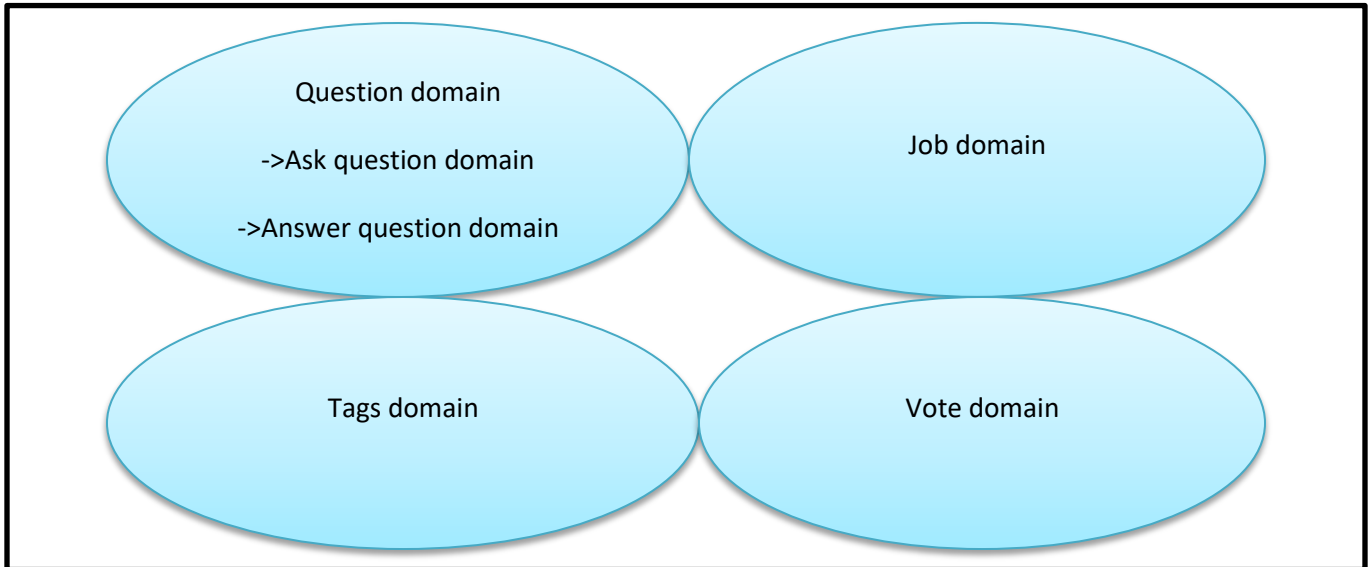 Question domain
->Ask question domain
->Answer question domain
Job domain
Tags domain
Vote domain